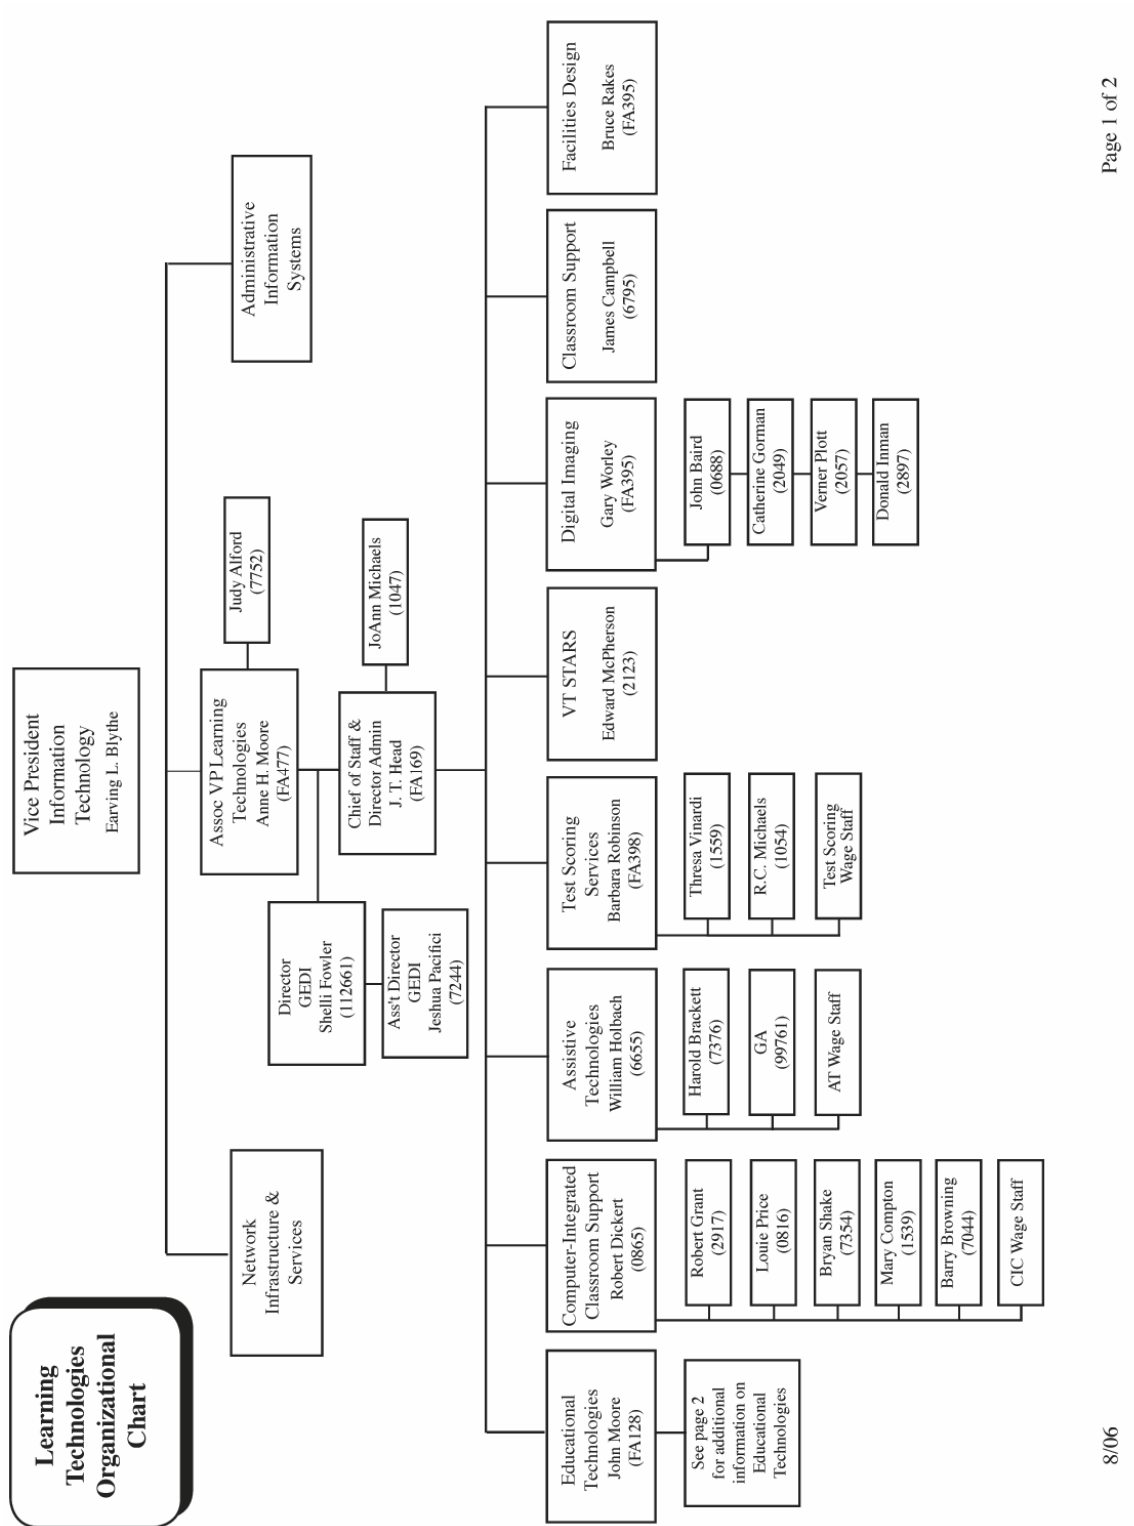 Learning
Technologies
Organizational
Chart
Vice President
Information
Technology
Earving L. Blythe
Network
Infrastructure &
Services
Assoc VP Learning
Technologies
Anne H. Moore
(FA477)
Judy Alford
(7752)
Administrative
Information
Systems
Director
GEDI
Shelli Fowler
(112661)
Ass't Director
GEDI
Jeshua Pacifici
(7244)
Chief of Staff &
Director Admin
J. T. Head
(FA169)
JoAnn Michaels
(1047)
Educational
Technologies
John Moore
(FA128)
See page 2
for additional
information on
Educational
Technologies
Computer-Integrated
Classroom Support
Robert Dickert
(0865)
Robert Grant
(2917)
Louie Price
(0816)
Bryan Shake
(7354)
Mary Compton
(1539)
Barry Browning
(7044)
CIC Wage Staff
Assistive
Technologies
William Holbach
(6655)
Harold Brackett
(7376)
GA
(99761)
AT Wage Staff
Test Scoring
Services
Barbara Robinson
(FA398)
Thresa Vinardi
(1559)
R.C. Michaels
(1054)
Test Scoring
Wage Staff
VT STARS
Edward McPherson
(2123)
Digital Imaging
Gary Worley
(FA395)
John Baird
(0688)
Catherine Gorman
(2049)
Verner Plott
(2057)
Donald Inman
(2897)
Classroom Support
James Campbell
(6795)
Facilities Design
Bruce Rakes
(FA395)
8/06
Page 1 of 2